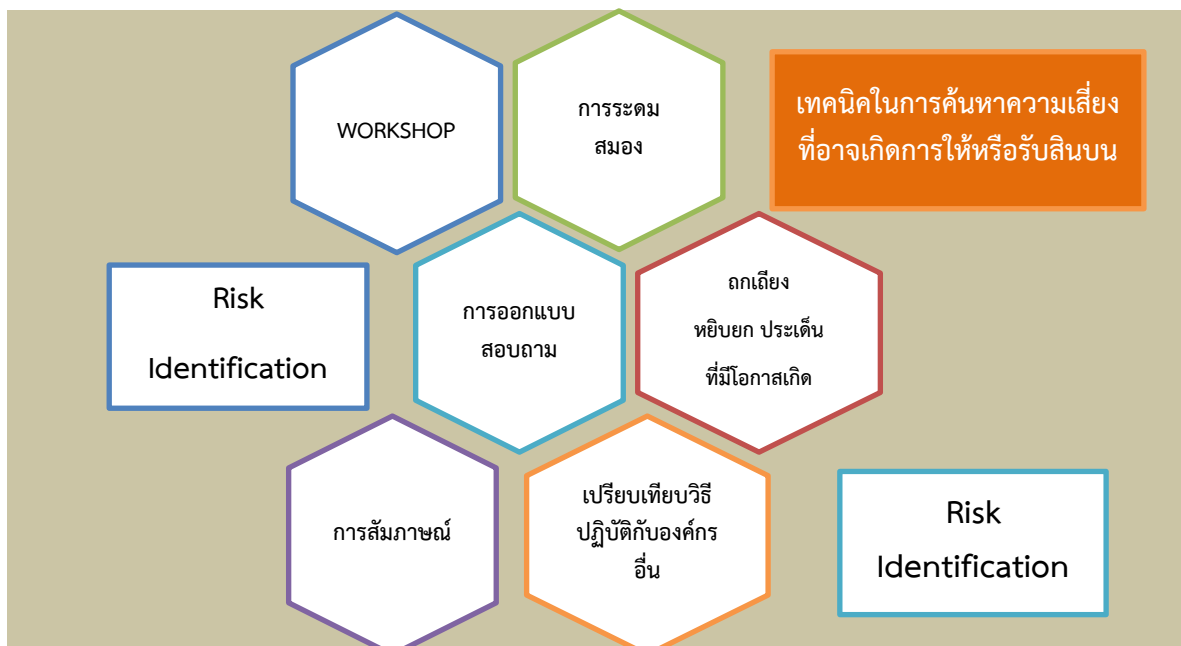 WORKSHOP
การระดม
สมอง
เทคนิคในการค้นหาความเสี่ยง
ที่อาจเกิดการให้หรือรับสินบน
Risk
Identification
การออกแบบ
สอบถาม
ถกเถียง
หยิบยก ประเด็น
ที่มีโอกาสเกิด
การสัมภาษณ์
เปรียบเทียบวิธี
ปฏิบัติกับองค์กร
อื่น
Risk
Identification